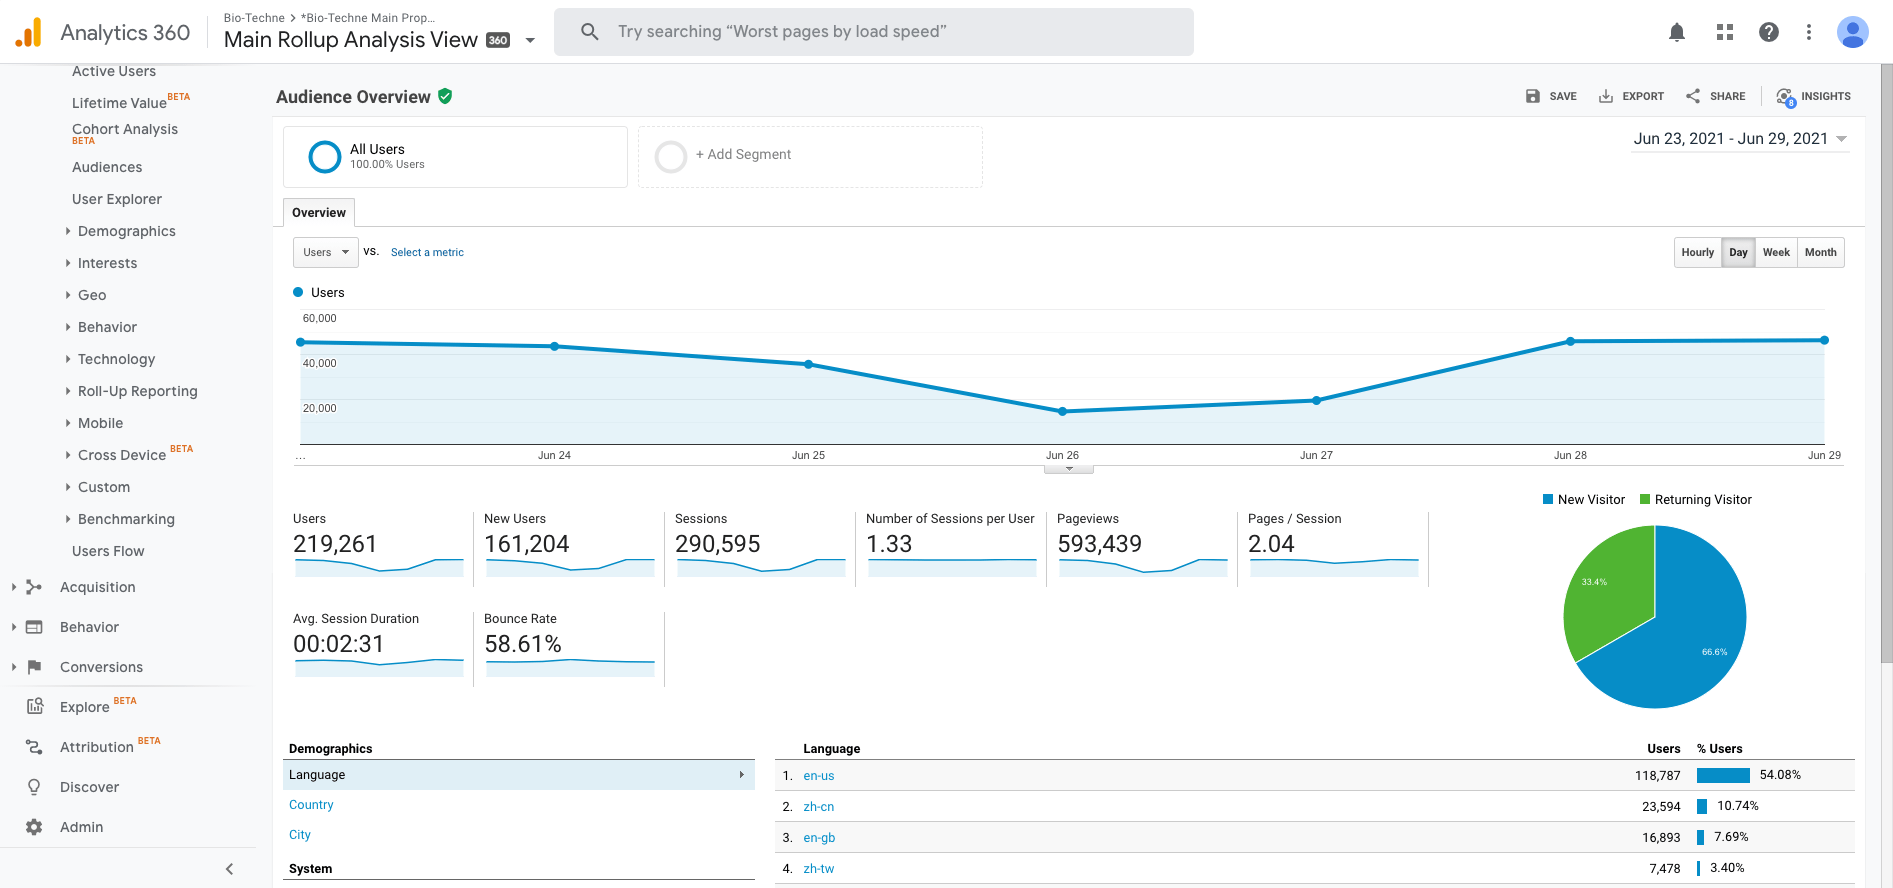 Analytics 360
Bio-Techne > *Bio-Techne Main Prop...
Main Rollup Analysis View 360
Try searching “Worst pages by load speed”
Active Users
Lifetime Value BETA
Cohort Analysis
BETA
Audiences
User Explorer
Demographics
Interests
Geo
Behavior
Technology
Roll-Up Reporting
Mobile
Cross Device BETA
Custom
Benchmarking
Users Flow
Acquisition
Behavior
Conversions
Explore BETA
Attribution BETA
Discover
Admin
Audience Overview
SAVE EXPORT SHARE 8 INSIGHTS
All Users
100.00% Users
+ Add Segment
Jun 23, 2021 - Jun 29, 2021
Overview
Users vs. Select a metric
Hourly Day Week Month
Users
60,000
40,000
20,000
... Jun 24 Jun 25 Jun 26 Jun 27 Jun 28 Jun 29
New Visitor Returning Visitor
Users New Users Sessions Number of Sessions per User Pageviews Pages / Session
219,261 161,204 290,595 1.33 593,439 2.04
33.4%
66.6%
Avg. Session Duration Bounce Rate
00:02:31 58.61%
Demographics
Language
Country
City
System
Language Users % Users
1. en-us 118,787 54.08%
2. zh-cn 23,594 10.74%
3. en-gb 16,893 7.69%
4. zh-tw 7,478 3.40%